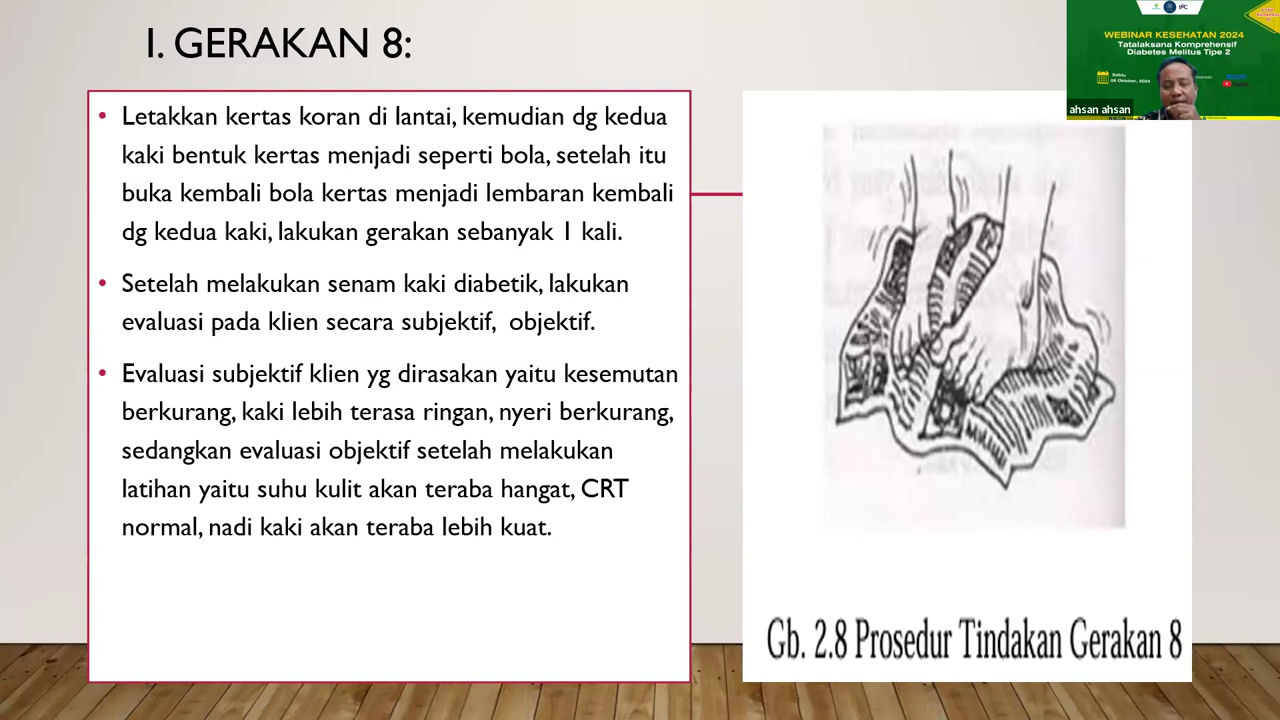 I. GERAKAN 8:
• Letakkan kertas koran di lantai, kemudian dg kedua
kaki bentuk kertas menjadi seperti bola, setelah itu
buka kembali bola kertas menjadi lembaran kembali
dg kedua kaki, lakukan gerakan sebanyak 1 kali.
• Setelah melakukan senam kaki diabetik, lakukan
evaluasi pada klien secara subjektif, objektif.
• Evaluasi subjektif klien yg dirasakan yaitu kesemutan
berkurang, kaki lebih terasa ringan, nyeri berkurang,
sedangkan evaluasi objektif setelah melakukan
latihan yaitu suhu kulit akan teraba hangat, CRT
normal, nadi kaki akan teraba lebih kuat.
Gb. 2.8 Prosedur Tindakan Gerakan 8
IPC
WEBINAR KESEHATAN 2024
Tatalaksana Komprehensif
Diabetes Melitus Tipe 2
Sabtu
ahsan ahsan